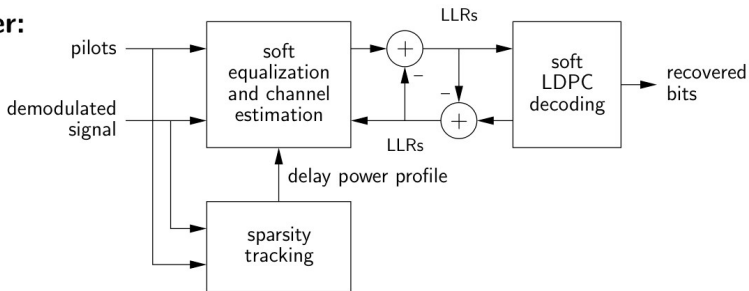 er:
LLRs
pilots
soft
equalization
and channel
estimation
+
−
−
+
soft
LDPC
decoding
recovered
bits
demodulated
signal
LLRs
delay power profile
sparsity
tracking